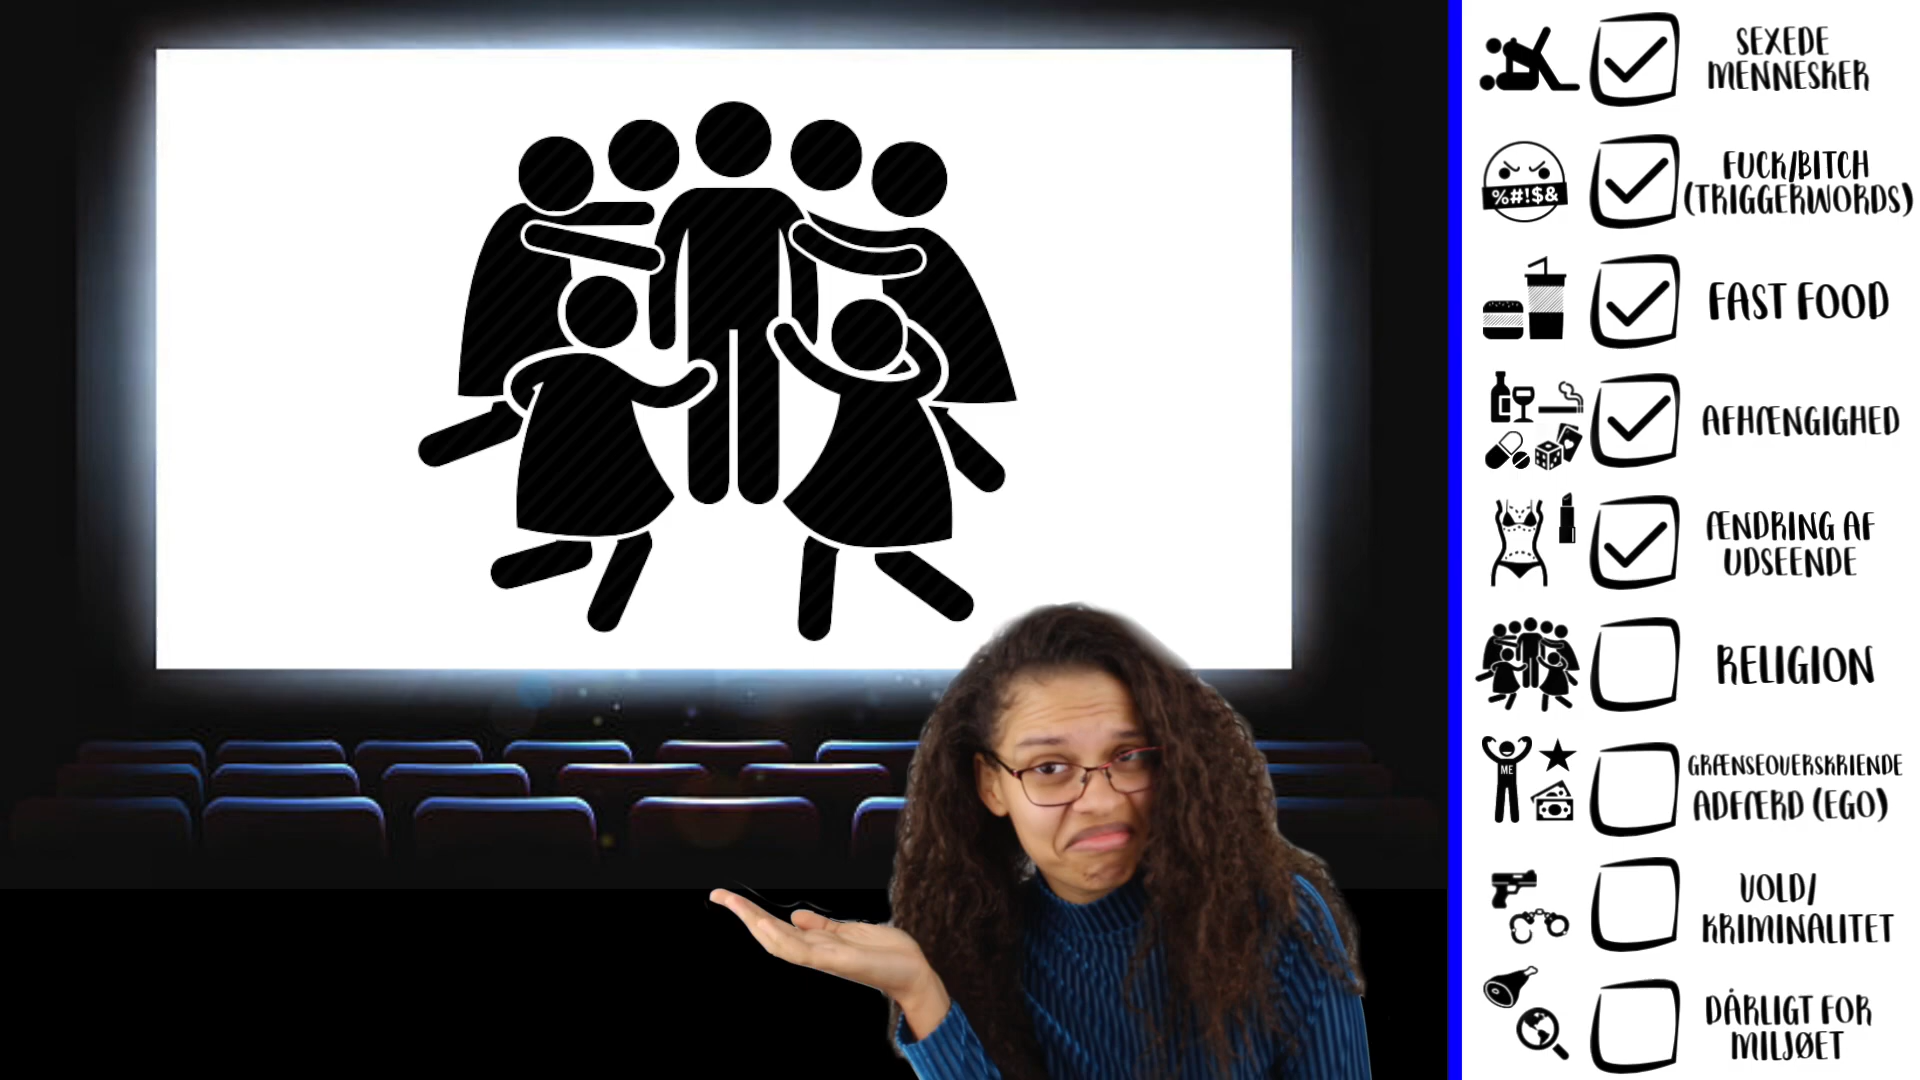 SEXEDE
MENNESKER
%#!$&
FUCK/BITCH
(TRIGGERWORDS)
FAST FOOD
AFHÆNGIGHED
ÆNDRING AF
UDSEENDE
RELIGION
ME
GRÆNSEOVERSKRIENDE
ADFÆRD (EGO)
VOLD/
KRIMINALITET
DÅRLIGT FOR
MILJØET